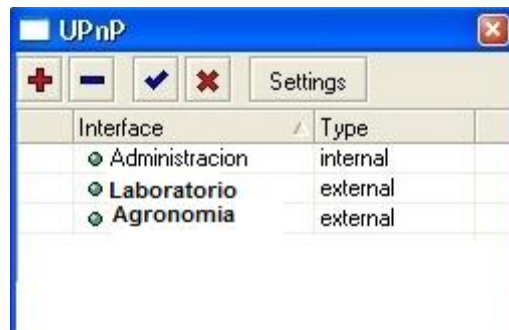 UPnP
Settings
Interface Type
Administracion internal
Laboratorio external
Agronomia external